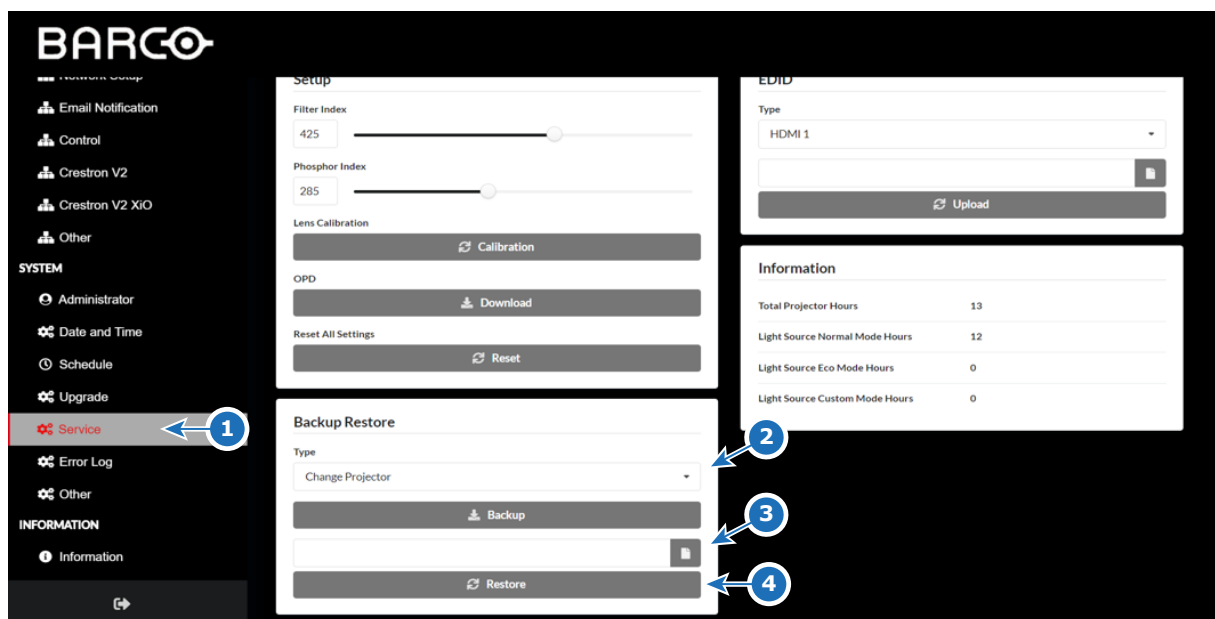 BARCO
Network Setup
Email Notification
Control
Crestron V2
Crestron V2 XiO
Other
SYSTEM
Administrator
Date and Time
Schedule
Upgrade
Service
Error Log
Other
INFORMATION
Information
Setup
Filter Index
425
Phosphor Index
285
Lens Calibration
Calibration
OPD
Download
Reset All Settings
Reset
Backup Restore
Type
Change Projector
Backup
Restore
EDID
Type
HDMI 1
Upload
Information
Total Projector Hours 13
Light Source Normal Mode Hours 12
Light Source Eco Mode Hours 0
Light Source Custom Mode Hours 0
1
2
3
4